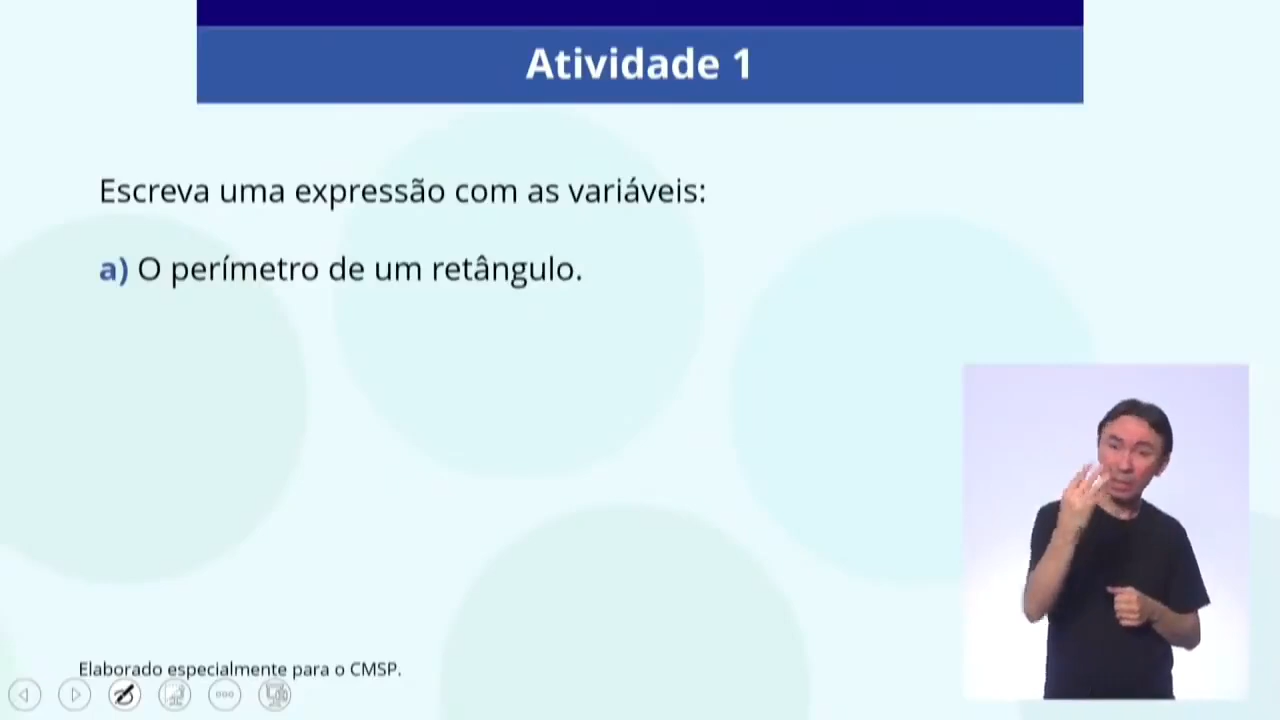 Atividade 1
Escreva uma expressão com as variáveis:
a) O perímetro de um retângulo.
Elaborado especialmente para o CMSP.